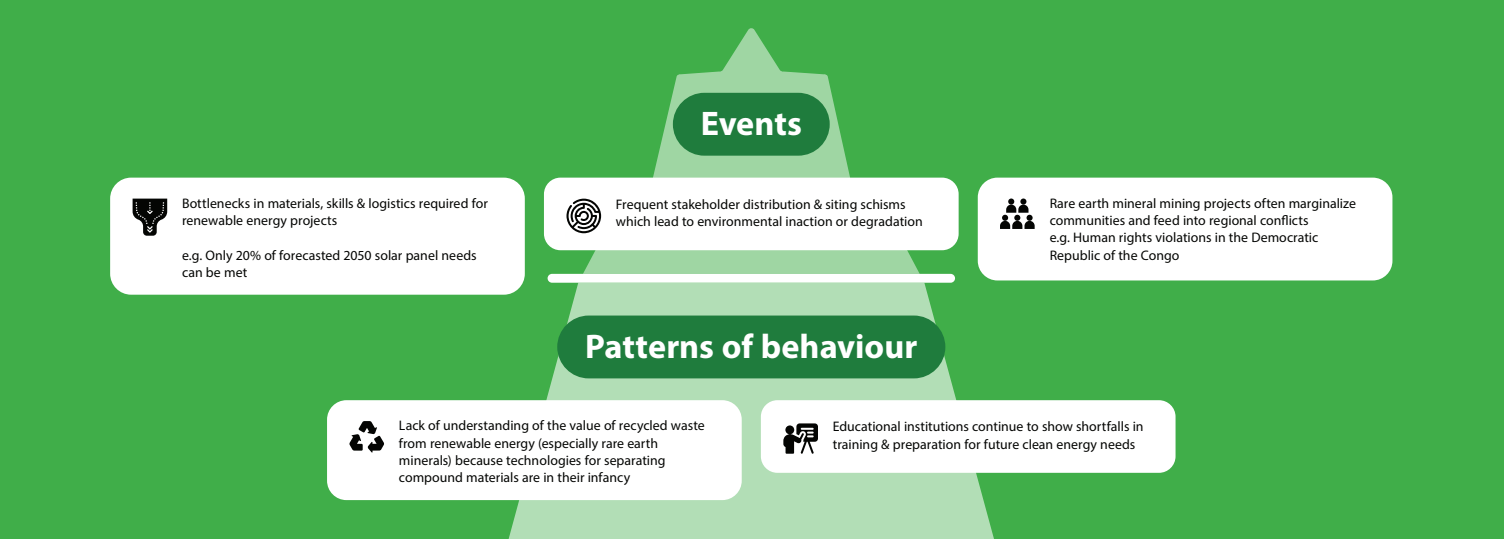 Events
Bottlenecks in materials, skills & logistics required for
renewable energy projects
e.g. Only 20% of forecasted 2050 solar panel needs
can be met
Frequent stakeholder distribution & siting schisms
which lead to environmental inaction or degradation
Rare earth mineral mining projects often marginalize
communities and feed into regional conflicts
e.g. Human rights violations in the Democratic
Republic of the Congo
Patterns of behaviour
Lack of understanding of the value of recycled waste
from renewable energy (especially rare earth
minerals) because technologies for separating
compound materials are in their infancy
Educational institutions continue to show shortfalls in
training & preparation for future clean energy needs